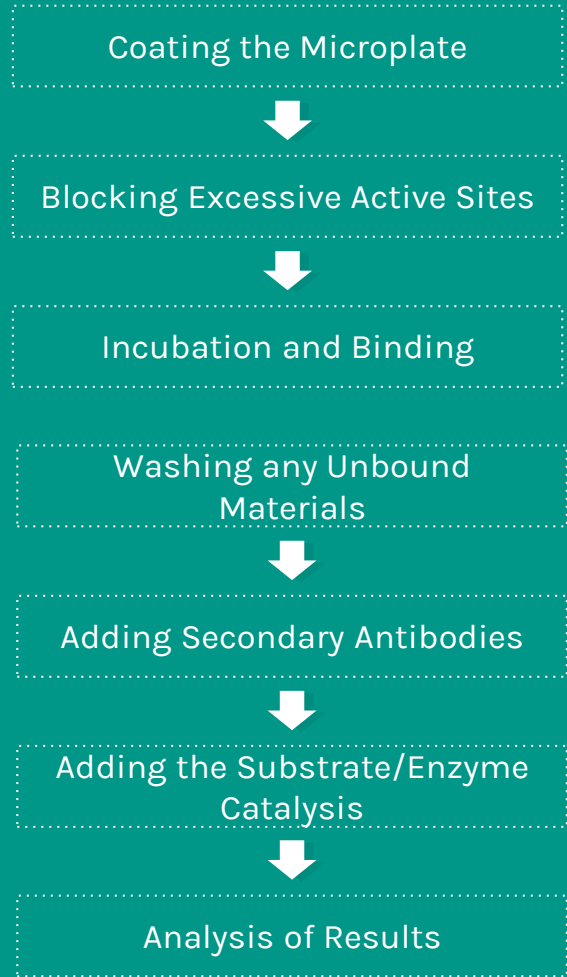 Coating the Microplate
Blocking Excessive Active Sites
Incubation and Binding
Washing any Unbound
Materials
Adding Secondary Antibodies
Adding the Substrate/Enzyme
Catalysis
Analysis of Results